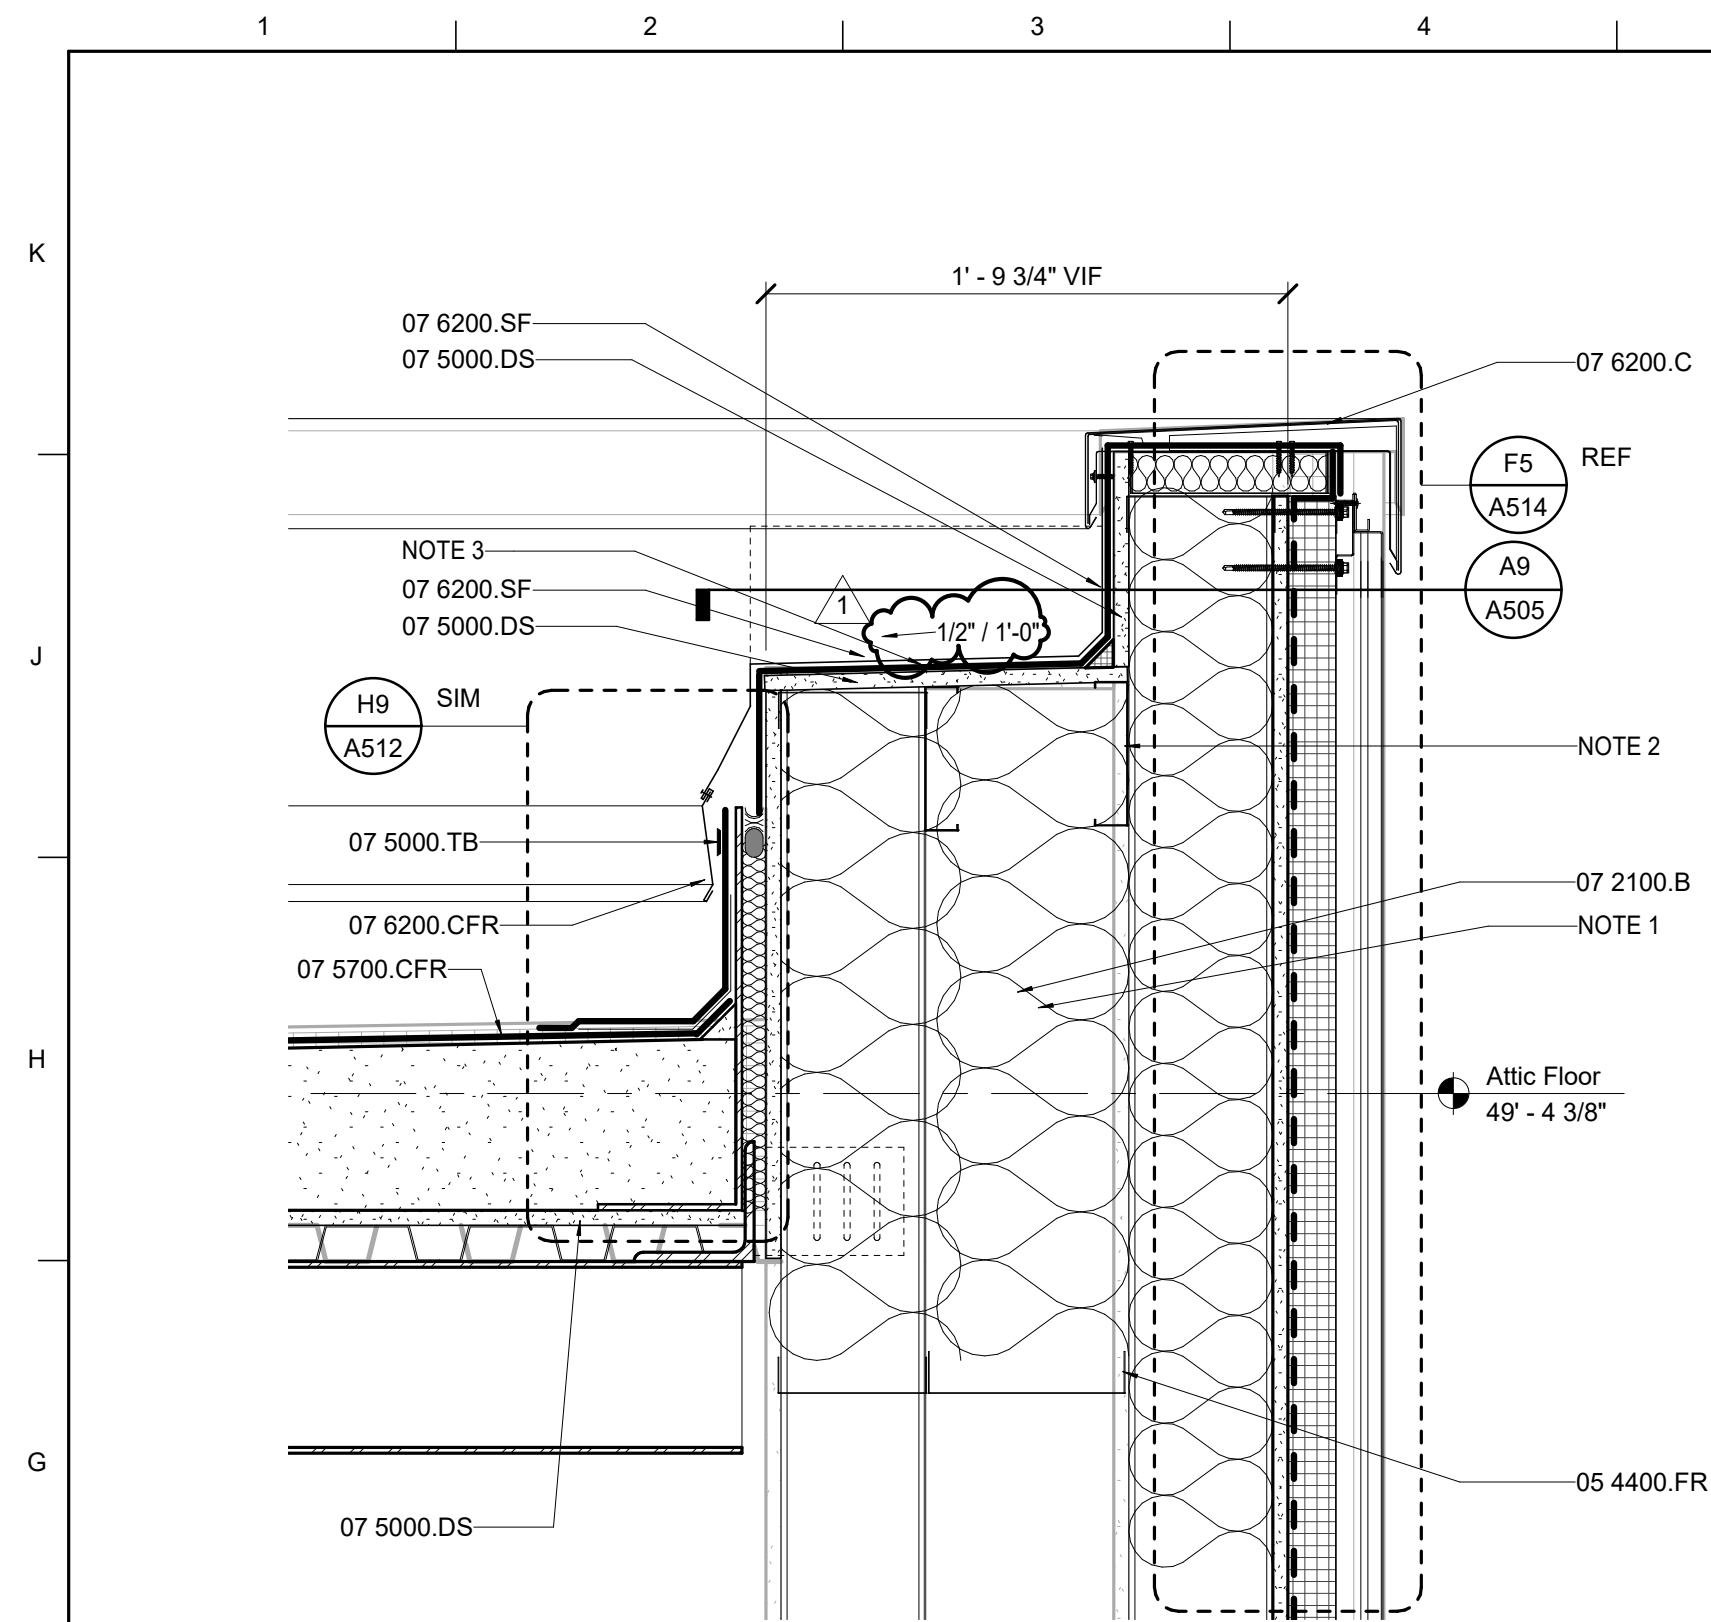 1 2 3 4
K
1' - 9 3/4" VIF
07 6200.SF
07 5000.DS
07 6200.C
F5
A514
REF
NOTE 3
07 6200.SF
07 5000.DS
1
1/2" / 1'-0"
A9
A505
J
H9
A512
SIM
NOTE 2
07 5000.TB
07 2100.B
07 6200.CFR
NOTE 1
07 5700.CFR
H
Attic Floor
49' - 4 3/8"
G
05 4400.FR
07 5000.DS